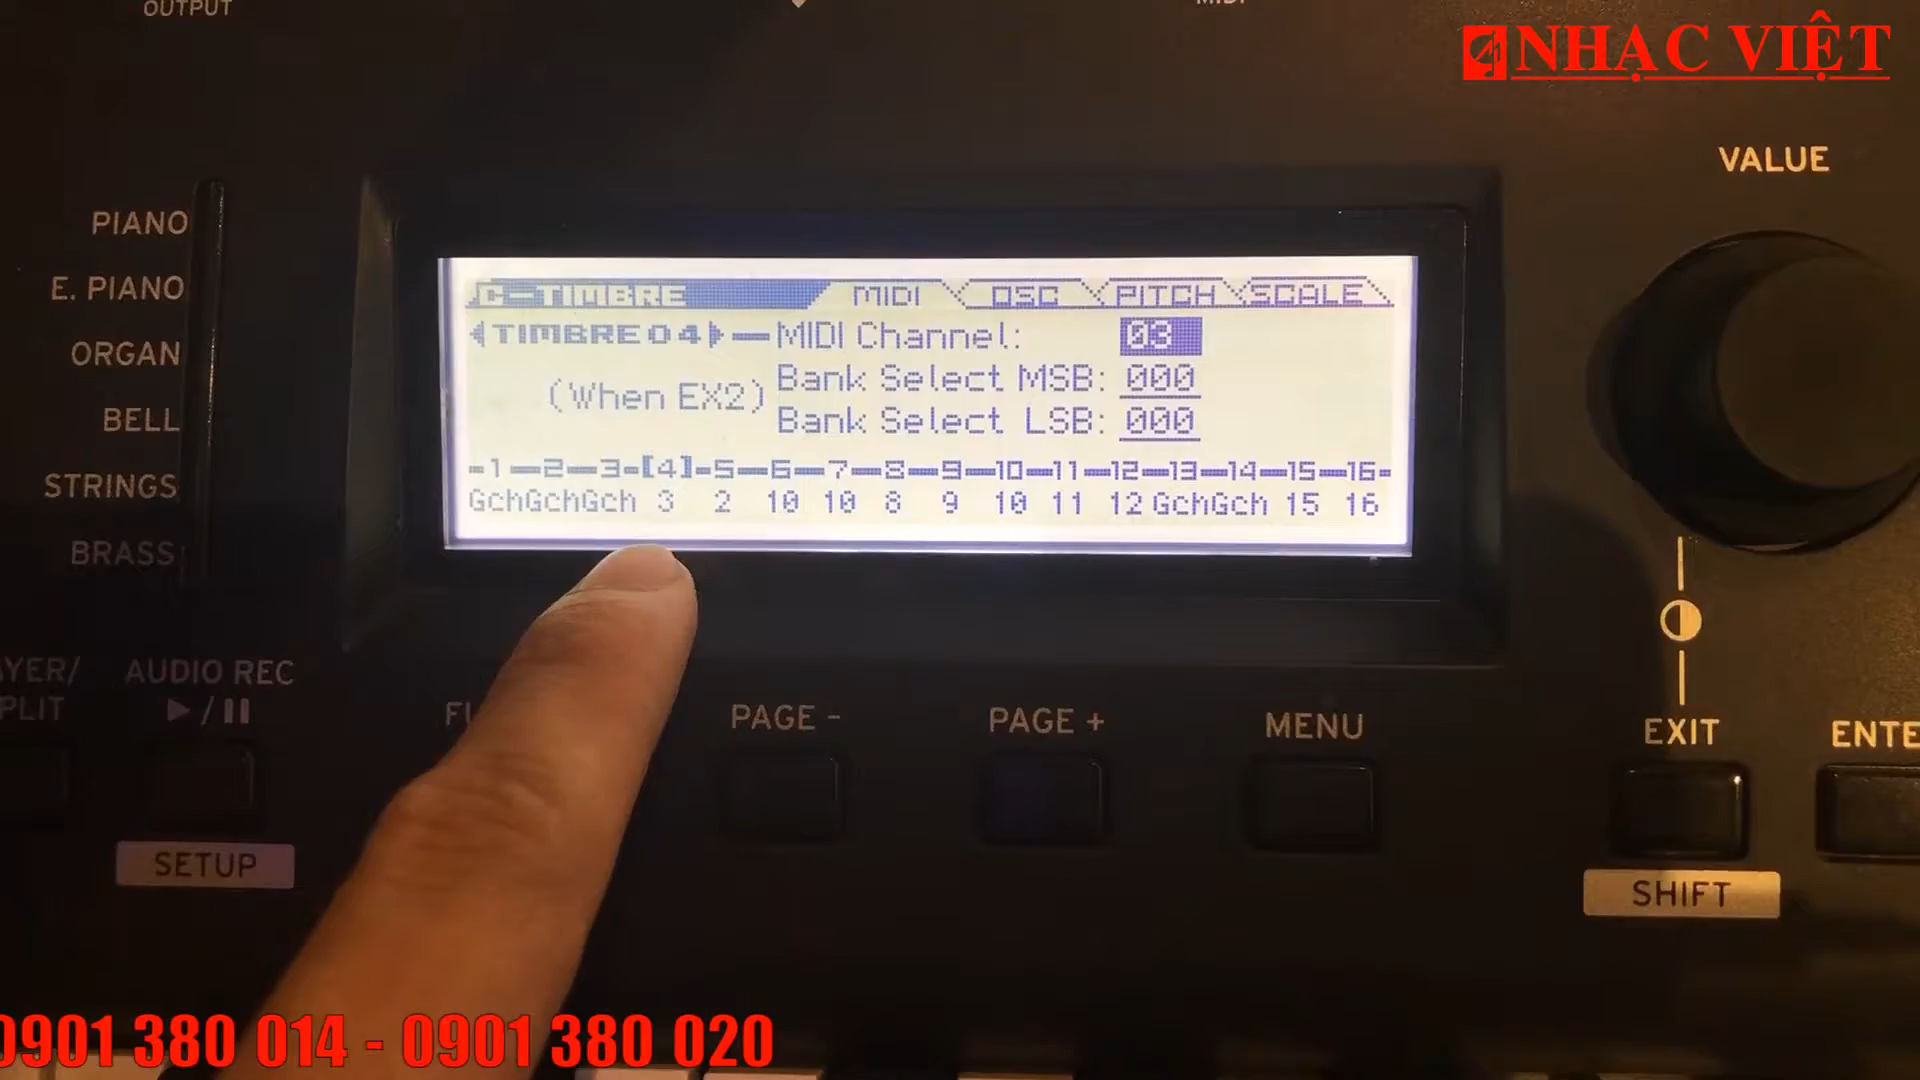 OUTPUT
NHẠC VIỆT
VALUE
PIANO
E. PIANO
ORGAN
BELL
STRINGS
BRASS
C-TIMBRE MIDI OSC PITCH SCALE
TIMBRE04 MIDI Channel: 03
(When EX2) Bank Select MSB: 000
Bank Select LSB: 000
-1-2-3-[4]-5-6-7-8-9-10-11-12-13-14-15-16-
GchGchGch 3 2 10 10 8 9 10 11 12 GchGch 15 16
AUDIO REC
PAGE -
PAGE +
MENU
EXIT
SETUP
SHIFT
0901 380 014 - 0901 380 020